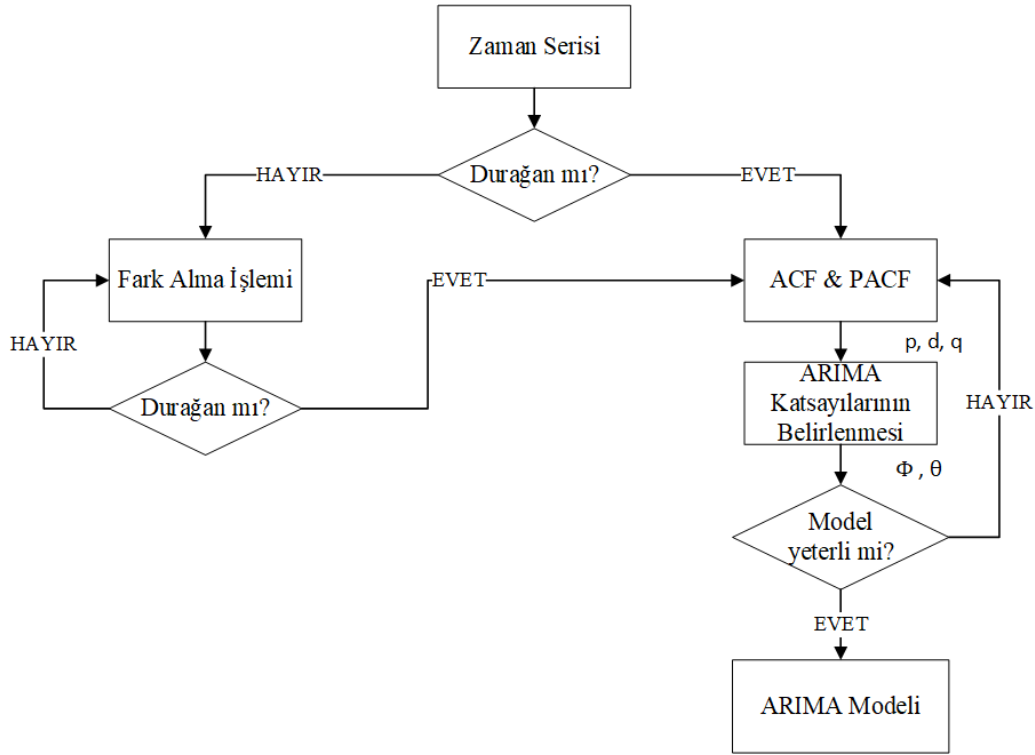 Zaman Serisi
Durağan mı?
HAYIR
EVET
Fark Alma İşlemi
EVET
ACF & PACF
HAYIR
p, d, q
Durağan mı?
ARIMA
Katsayılarının
Belirlenmesi
HAYIR
Φ , θ
Model
yeterli mi?
EVET
ARIMA Modeli